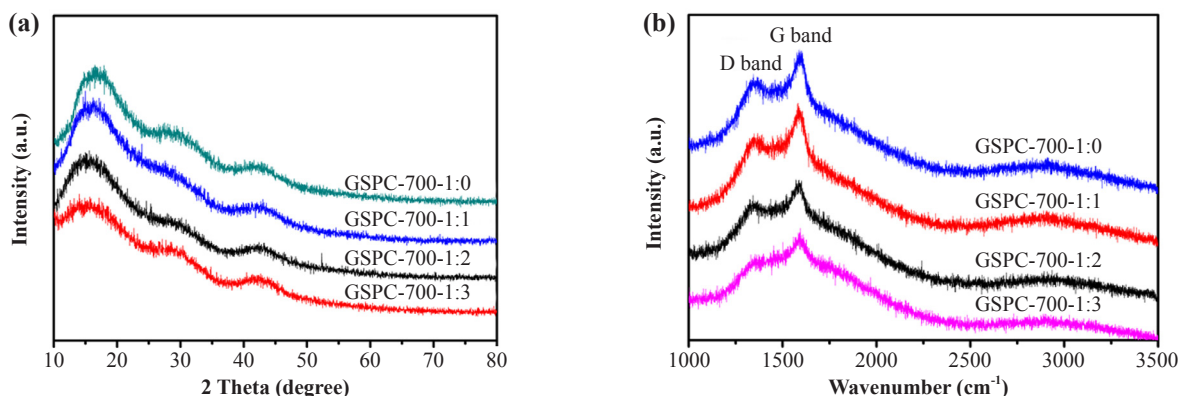 (a)
Intensity (a.u.)
GSPC-700-1:0
GSPC-700-1:1
GSPC-700-1:2
GSPC-700-1:3
10 20 30 40 50 60 70 80
2 Theta (degree)
(b)
Intensity (a.u.)
G band
D band
GSPC-700-1:0
GSPC-700-1:1
GSPC-700-1:2
GSPC-700-1:3
1000 1500 2000 2500 3000 3500
Wavenumber (cm⁻¹)